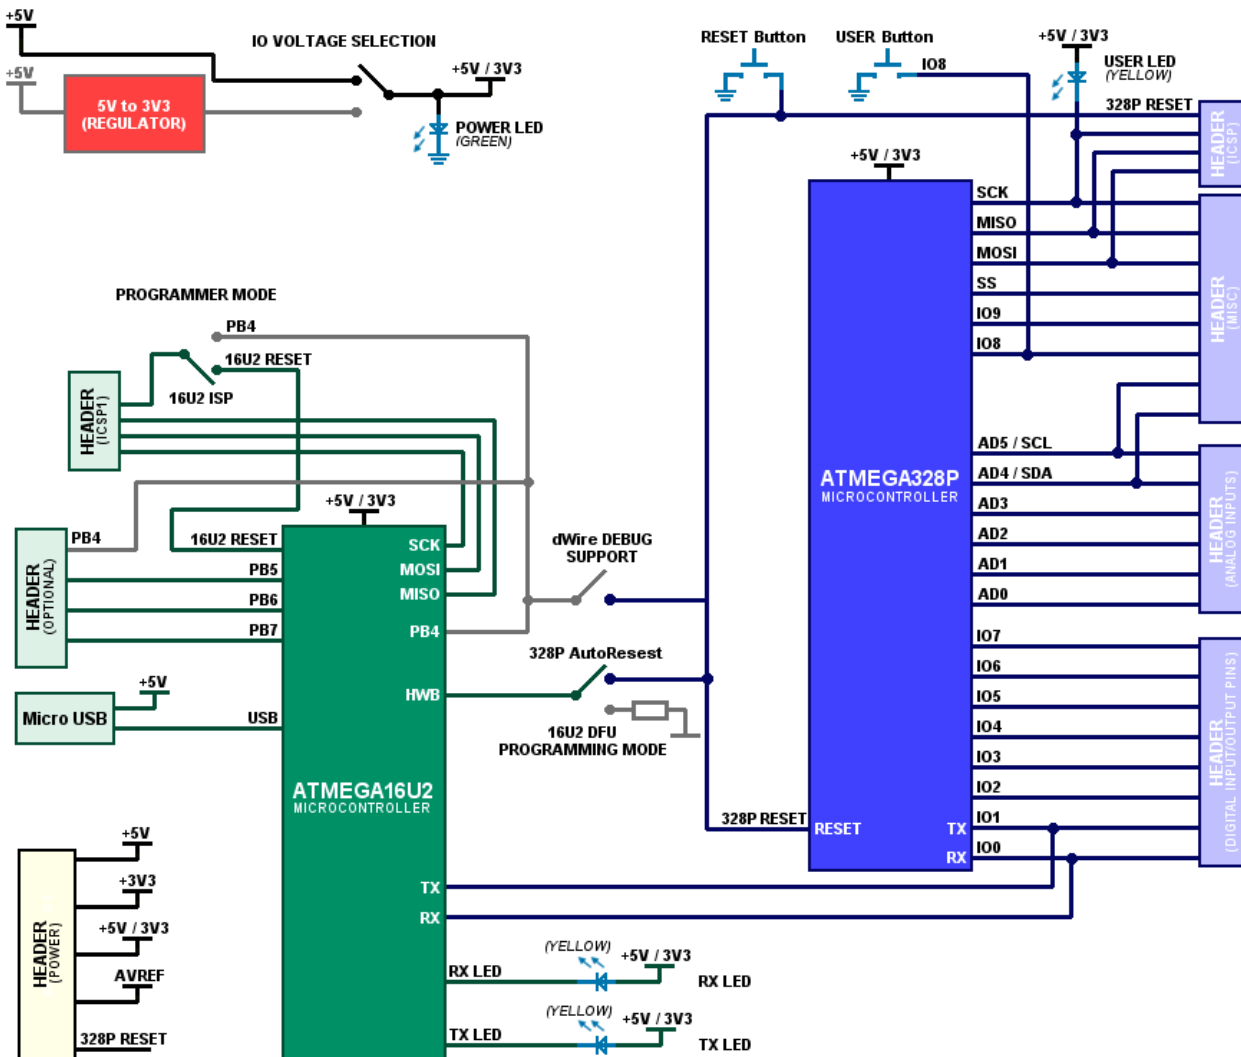 +5V
IO VOLTAGE SELECTION
+5V
5V to 3V3
(REGULATOR)
+5V / 3V3
POWER LED
(GREEN)
RESET Button
USER Button
IO8
+5V / 3V3
USER LED
(YELLOW)
328P RESET
HEADER
(ICSP)
+5V / 3V3
SCK
MISO
MOSI
SS
IO9
IO8
HEADER
(MISC)
ATMEGA328P
MICROCONTROLLER
AD5 / SCL
AD4 / SDA
AD3
AD2
AD1
AD0
HEADER
(ANALOG INPUTS)
IO7
IO6
IO5
IO4
IO3
IO2
IO1
IO0
HEADER
(DIGITAL INPUT/OUTPUT PINS)
328P RESET
RESET
TX
RX
PROGRAMMER MODE
PB4
16U2 RESET
16U2 ISP
HEADER
(ICSP1)
+5V / 3V3
16U2 RESET
PB4
PB5
PB6
PB7
HEADER
(OPTIONAL)
SCK
MOSI
MISO
PB4
HWB
dWire DEBUG
SUPPORT
328P AutoResest
16U2 DFU
PROGRAMMING MODE
+5V
Micro USB
USB
ATMEGA16U2
MICROCONTROLLER
TX
RX
+5V
+3V3
+5V / 3V3
AVREF
328P RESET
HEADER
(POWER)
RX LED
(YELLOW)
+5V / 3V3
RX LED
TX LED
(YELLOW)
+5V / 3V3
TX LED